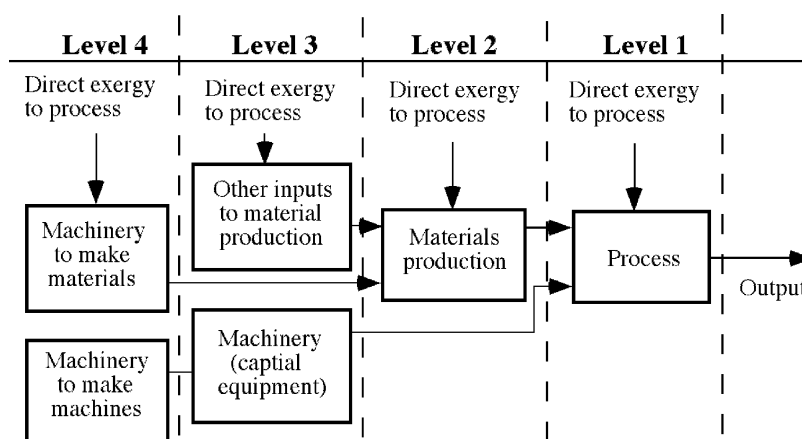 Level 4 Level 3 Level 2 Level 1
Direct exergy
to process
Direct exergy
to process
Direct exergy
to process
Direct exergy
to process
Machinery
to make
materials
Other inputs
to material
production
Materials
production
Process
Output
Machinery
to make
machines
Machinery
(captial
equipment)